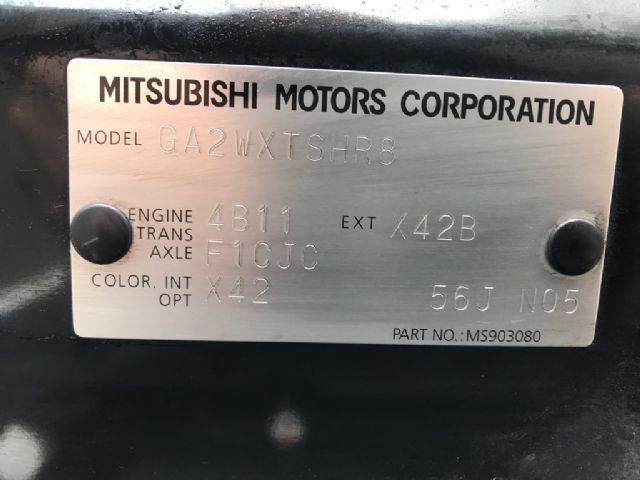 MITSUBISHI MOTORS CORPORATION
MODEL GA2WXTSHR8
ENGINE 4B11 EXT X42B
TRANS
AXLE F1CJC
COLOR. INT X42
OPT 56J N05
PART NO.:MS903080